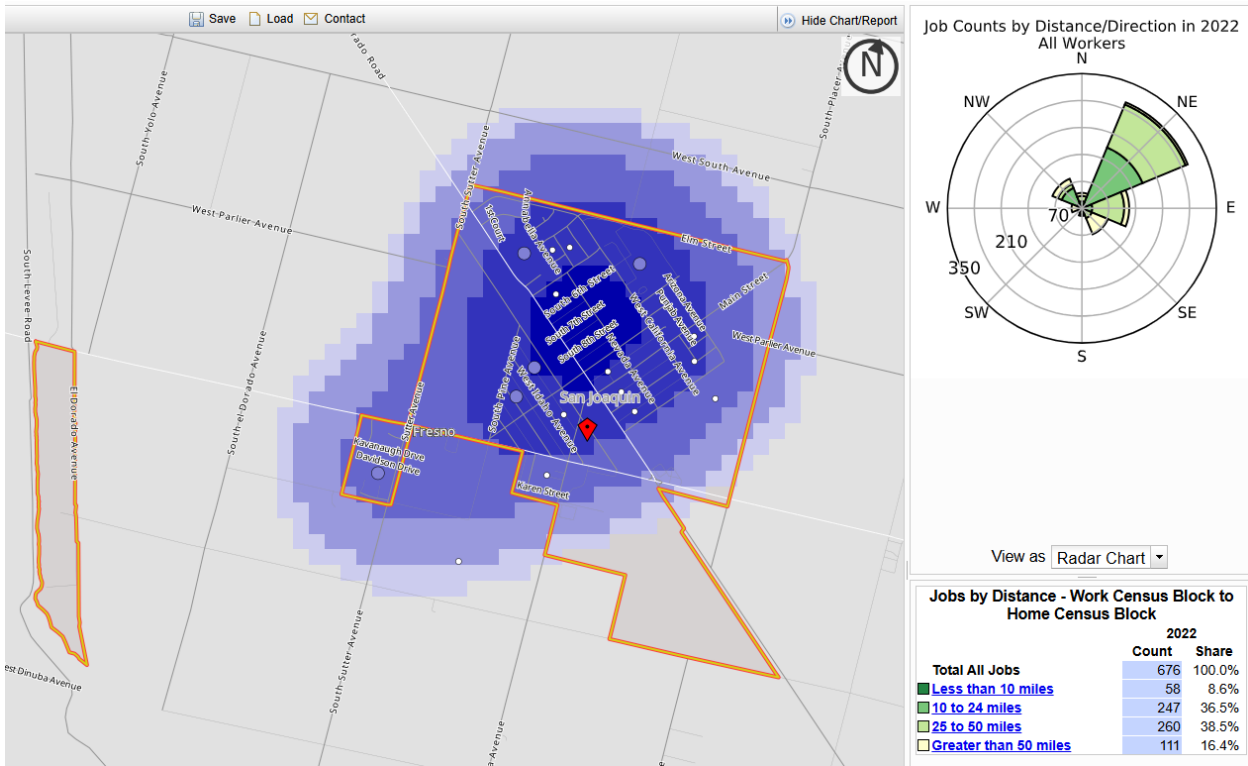 Save
Load
Contact
Hide Chart/Report
N
South Yolo Avenue
South Placer Avenue
West South Avenue
South Sutter Avenue
West Parlier Avenue
Annabelia Avenue
1st Court
Elm Street
South Levee Road
Main Street
Arizona Avenue
South 6th Street
Punjab Avenue
West California Avenue
South 7th Street
South 8th Street
Nevada Avenue
West Parlier Avenue
South el Dorado Avenue
South Pine Avenue
West Idaho Avenue
El Dorado Avenue
Sutter Avenue
San Joaquin
Fresno
Kavanaugh Drve
Davidson Drive
Karen Street
South Sutter Avenue
est Dinuba Avenue
Job Counts by Distance/Direction in 2022
All Workers
N
NW
NE
W
E
70
210
350
SW
SE
S
View as Radar Chart
Jobs by Distance - Work Census Block to
Home Census Block
2022
Count Share
Total All Jobs 676 100.0%
Less than 10 miles 58 8.6%
10 to 24 miles 247 36.5%
25 to 50 miles 260 38.5%
Greater than 50 miles 111 16.4%